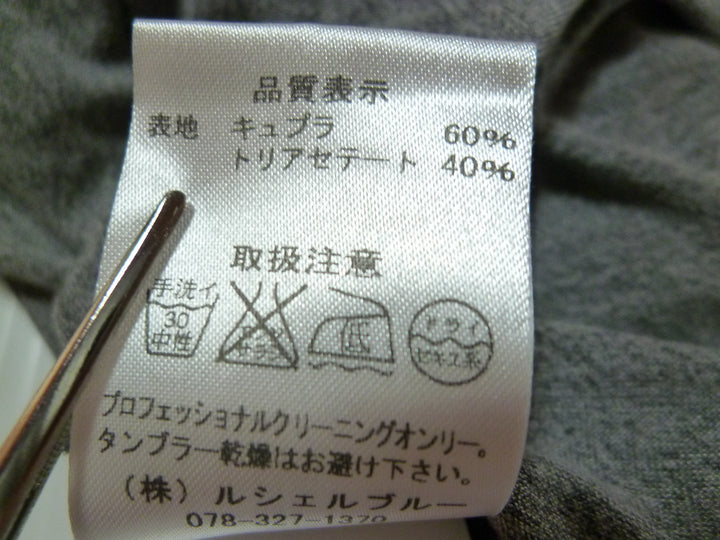 品質表示
表地 キュプラ 60%
トリアセテート 40%
取扱注意
手洗イ 30 中性
低
ドライ セキユ系
プロフェッショナルクリーニングオンリー。
タンブラー乾燥はお避け下さい。
(株) ルシェルブルー
078-327-1370